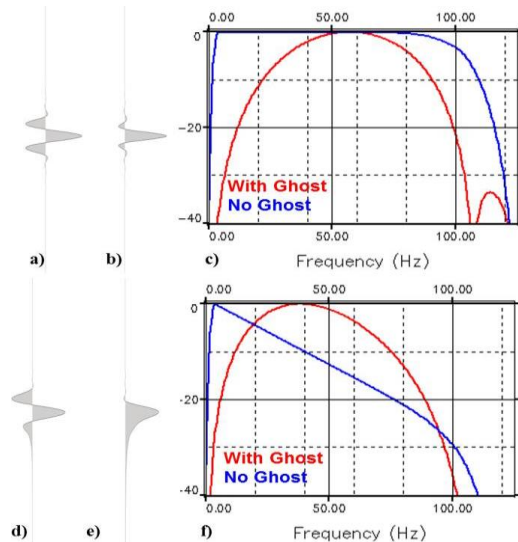 0.00 50.00 100.00
0
-20
With Ghost
No Ghost
-40
0.00 50.00 100.00
a) b) c) Frequency (Hz)
0.00 50.00 100.00
0
-20
With Ghost
No Ghost
-40
0.00 50.00 100.00
d) e) f) Frequency (Hz)